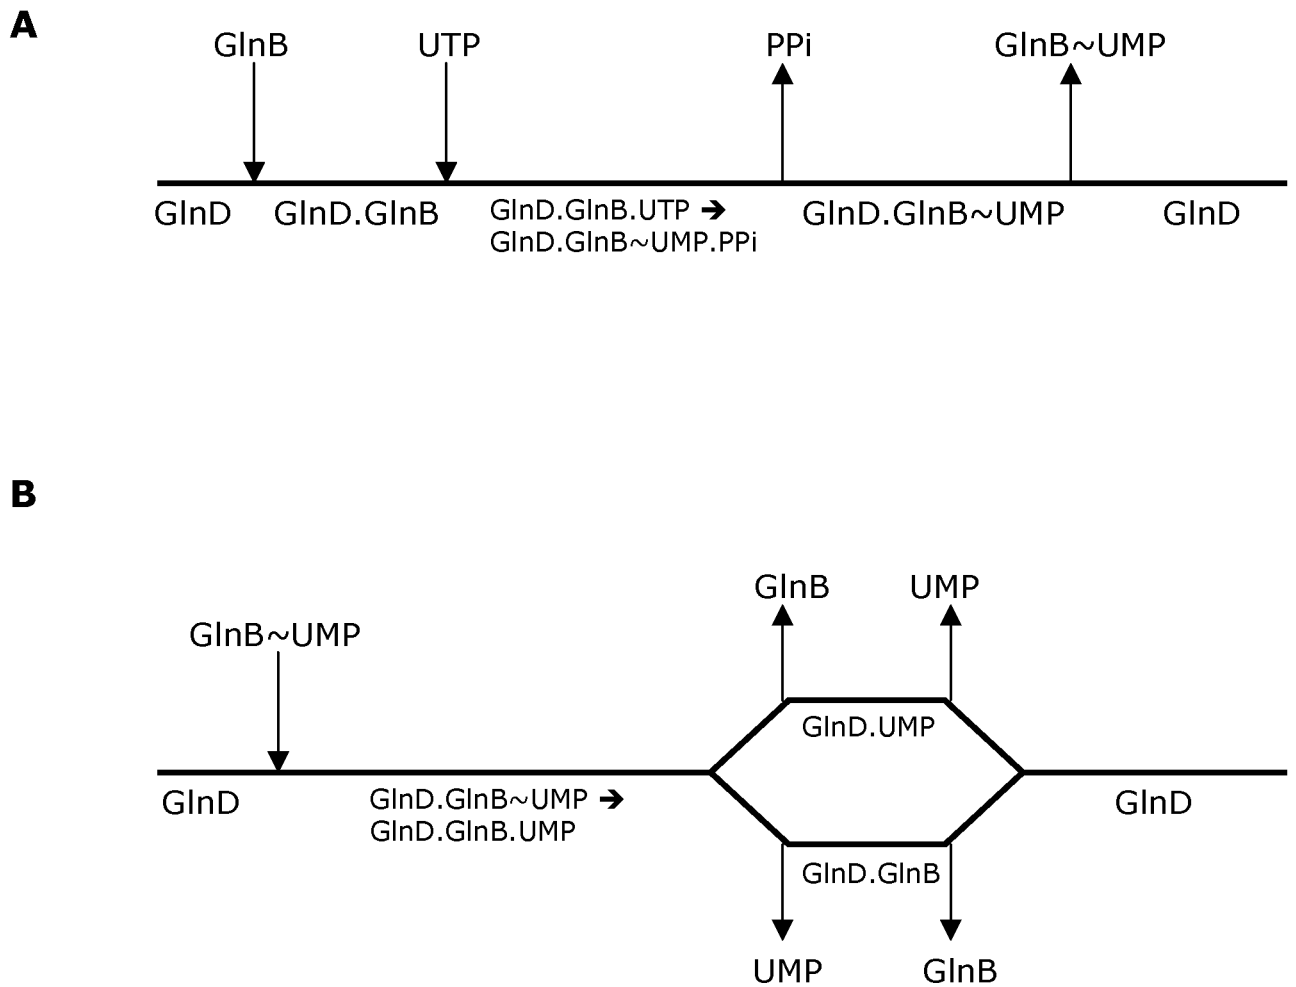 A
GlnB UTP PPi GlnB~UMP
GlnD GlnD.GlnB GlnD.GlnB.UTP ➔ GlnD.GlnB~UMP GlnD
GlnD.GlnB~UMP.PPi
B
GlnB UMP
GlnB~UMP
GlnD.UMP
GlnD GlnD.GlnB~UMP ➔ GlnD
GlnD.GlnB.UMP
GlnD.GlnB
UMP GlnB